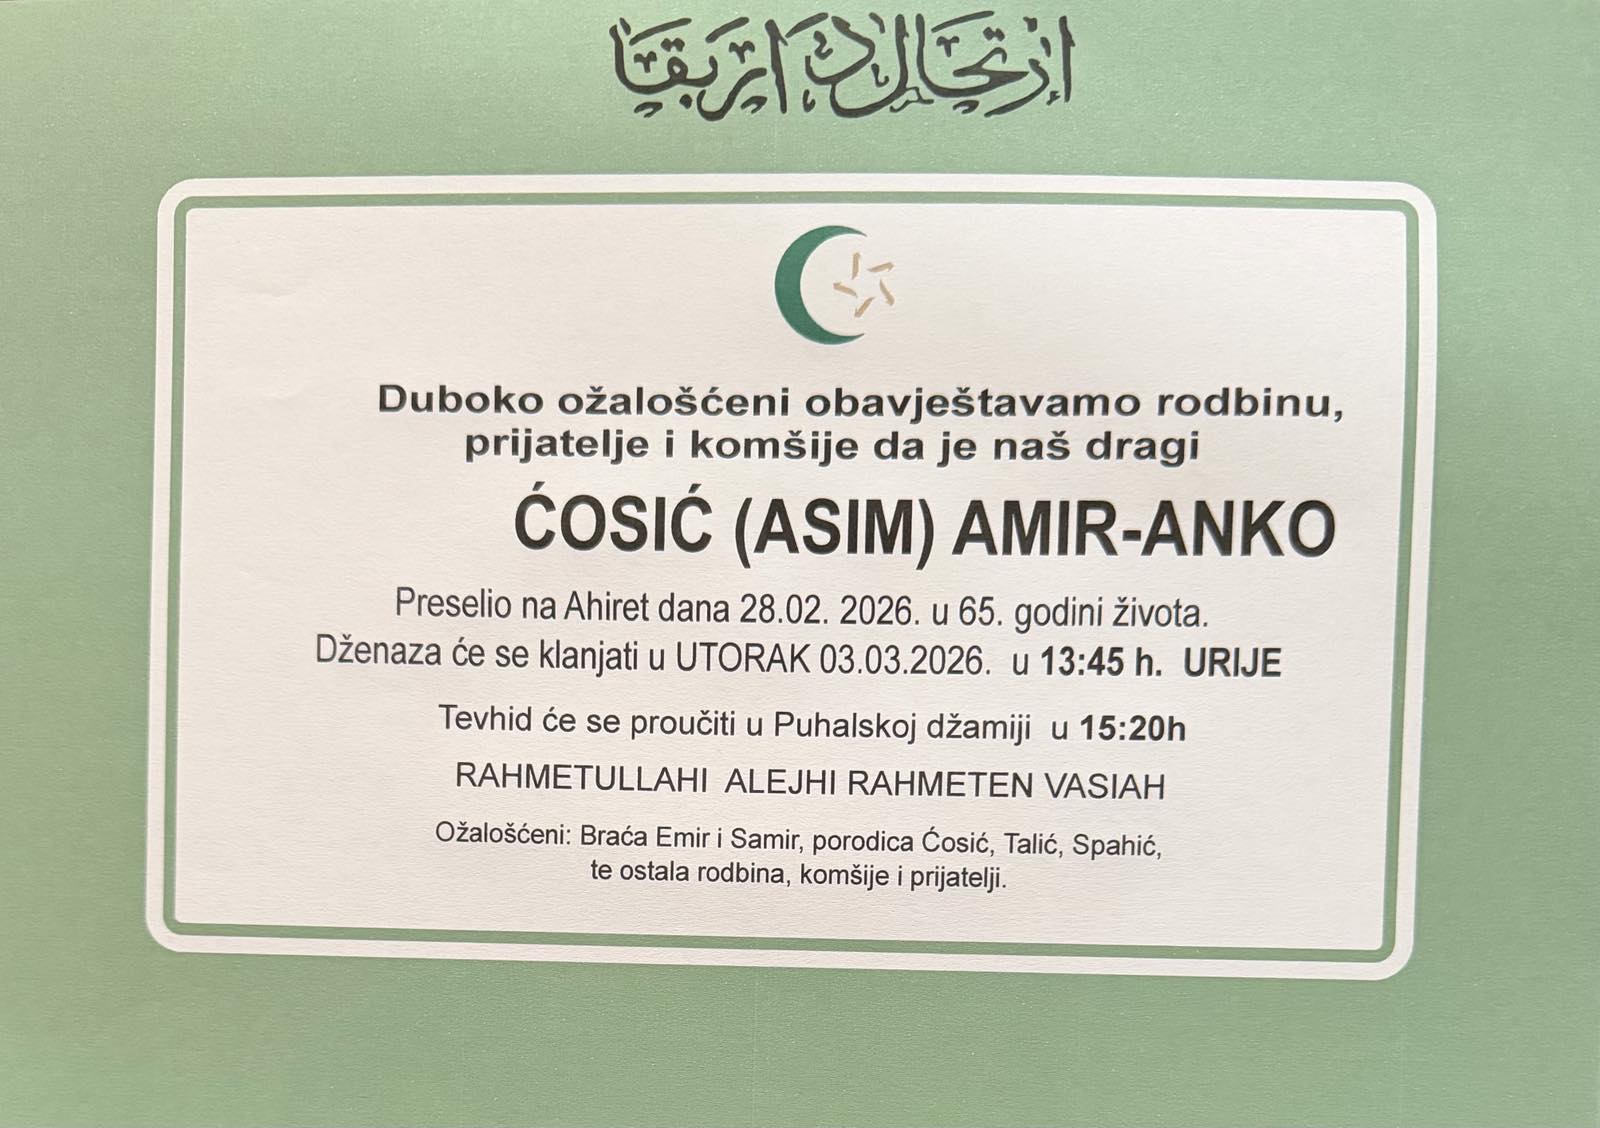 ارتحال دار بقا
Duboko ožalošćeni obavještavamo rodbinu,
prijatelje i komšije da je naš dragi
ĆOSIĆ (ASIM) AMIR-ANKO
Preselio na Ahiret dana 28.02. 2026. u 65. godini života.
Dženaza će se klanjati u UTORAK 03.03.2026. u 13:45 h. URIJE
Tevhid će se proučiti u Puhalskoj džamiji u 15:20h
RAHMETULLAHI ALEJHI RAHMETEN VASIAH
Ožalošćeni: Braća Emir i Samir, porodica Ćosić, Talić, Spahić,
te ostala rodbina, komšije i prijatelji.